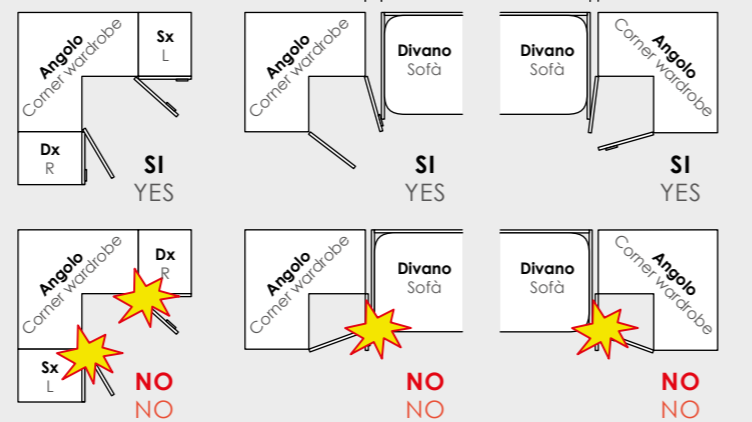 Angolo
Corner wardrobe
Sx
L
Dx
R
SI
YES
Angolo
Corner wardrobe
Divano
Sofà
SI
YES
Divano
Sofà
Angolo
Corner wardrobe
SI
YES
Angolo
Corner wardrobe
Dx
R
Sx
L
NO
NO
Angolo
Corner wardrobe
Divano
Sofà
NO
NO
Divano
Sofà
Angolo
Corner wardrobe
NO
NO